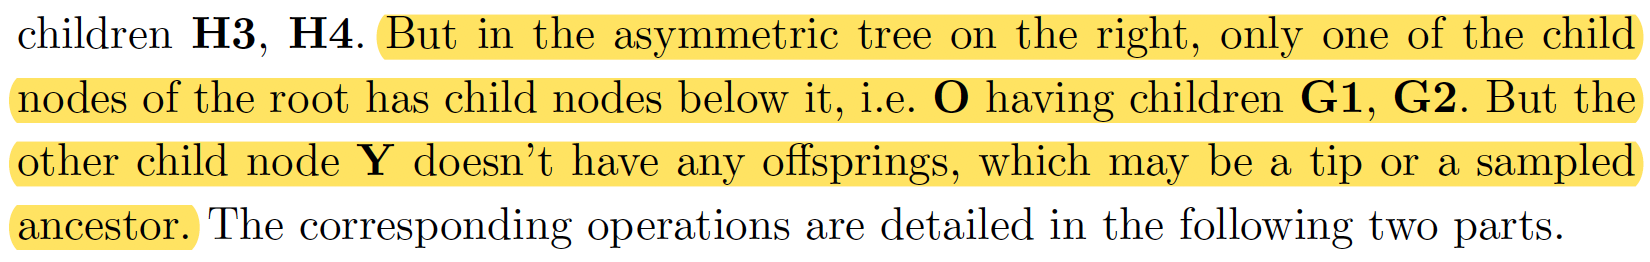 children H3, H4. But in the asymmetric tree on the right, only one of the child
nodes of the root has child nodes below it, i.e. O having children G1, G2. But the
other child node Y doesn't have any offsprings, which may be a tip or a sampled
ancestor. The corresponding operations are detailed in the following two parts.